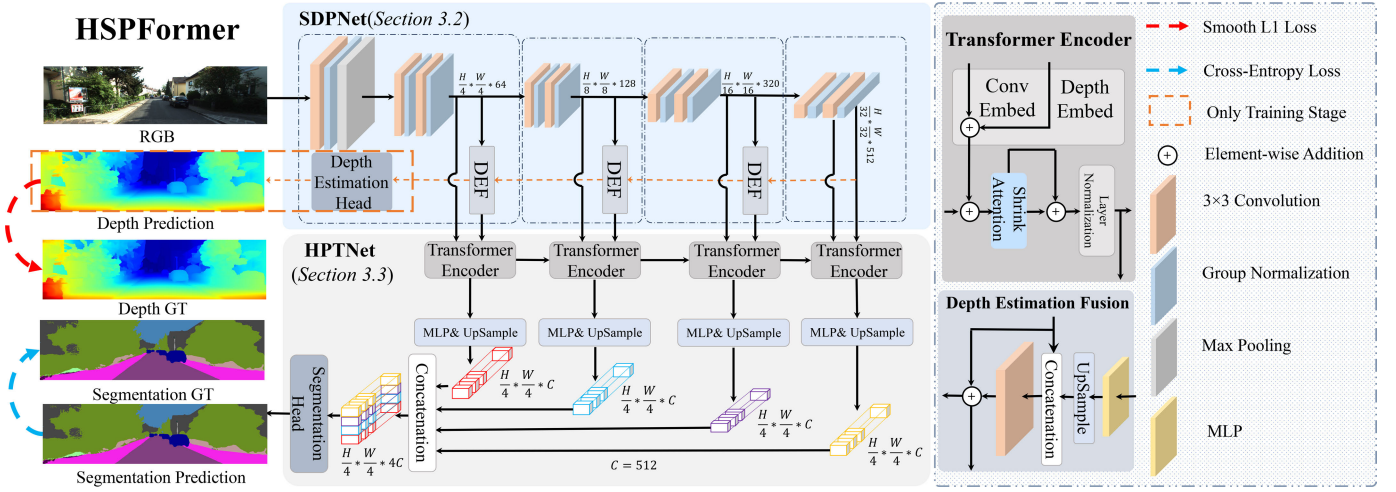 HSPFormer
RGB
Depth Prediction
Depth GT
Segmentation GT
Segmentation Prediction
SDPNet(Section 3.2)
H/4 * W/4 * 64
H/8 * W/8 * 128
H/16 * W/16 * 320
H/32 * W/32 * 512
Depth
Estimation
Head
DEF
DEF
DEF
HPTNet
(Section 3.3)
Transformer
Encoder
Transformer
Encoder
Transformer
Encoder
Transformer
Encoder
MLP& UpSample
MLP& UpSample
MLP& UpSample
MLP& UpSample
Segmentation
Head
H/4 * W/4 * 4C
Concatenation
H/4 * W/4 * C
H/4 * W/4 * C
H/4 * W/4 * C
H/4 * W/4 * C
C = 512
Transformer Encoder
Conv
Embed
Depth
Embed
Shrink
Attention
Layer
Normalization
Depth Estimation Fusion
Concatenation
UpSample
Smooth L1 Loss
Cross-Entropy Loss
Only Training Stage
Element-wise Addition
3×3 Convolution
Group Normalization
Max Pooling
MLP